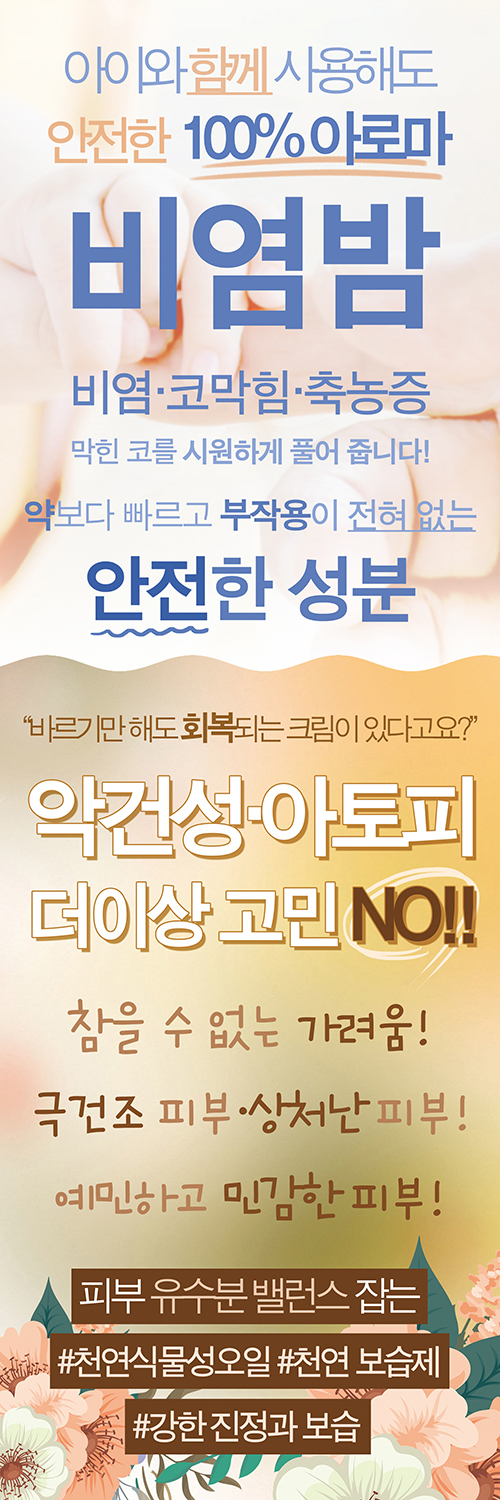 아이와 함께 사용해도
안전한 100% 아로마
비염밤
비염·코막힘·축농증
막힌 코를 시원하게 풀어 줍니다!
약보다 빠르고 부작용이 전혀 없는
안전한 성분
“바르기만 해도 회복되는 크림이 있다고요?”
악건성·아토피
더이상 고민 NO!!
참을 수 없는 가려움!
극건조 피부·상처난 피부!
예민하고 민감한 피부!
피부 유수분 밸런스 잡는
#천연식물성오일 #천연 보습제
#강한 진정과 보습